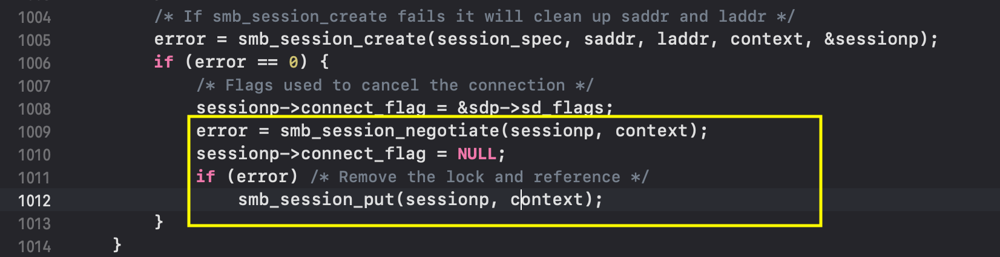 1004 /* If smb_session_create fails it will clean up saddr and laddr */
1005 error = smb_session_create(session_spec, saddr, laddr, context, &sessionp);
1006 if (error == 0) {
1007 /* Flags used to cancel the connection */
1008 sessionp->connect_flag = &sdp->sd_flags;
1009 error = smb_session_negotiate(sessionp, context);
1010 sessionp->connect_flag = NULL;
1011 if (error) /* Remove the lock and reference */
1012 smb_session_put(sessionp, context);
1013 }
1014 }